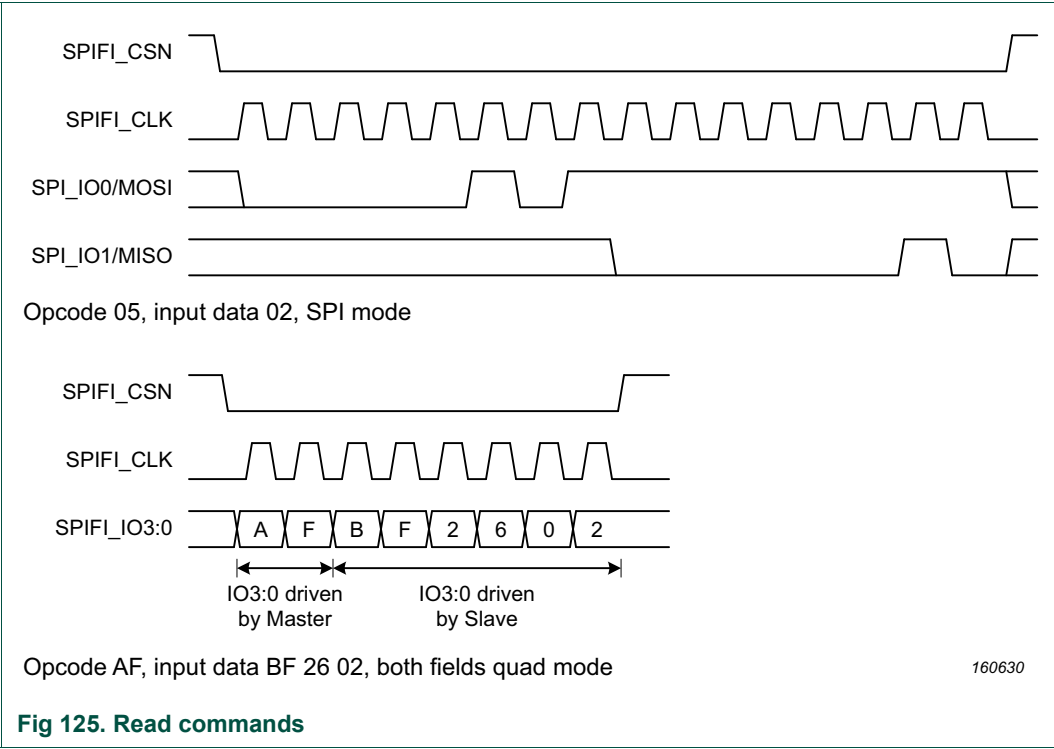 SPIFI_CSN
SPIFI_CLK
SPI_IO0/MOSI
SPI_IO1/MISO
Opcode 05, input data 02, SPI mode
SPIFI_CSN
SPIFI_CLK
SPIFI_IO3:0 A F B F 2 6 0 2
IO3:0 driven by Master
IO3:0 driven by Slave
Opcode AF, input data BF 26 02, both fields quad mode
160630
Fig 125. Read commands